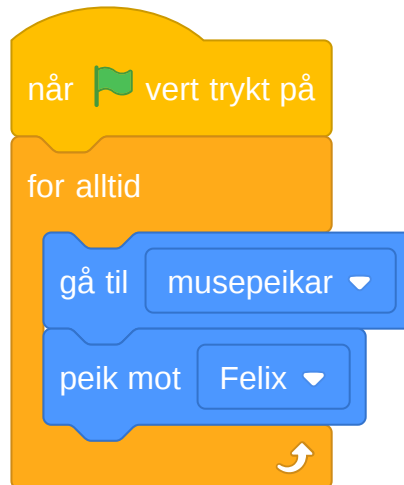 når vert trykt på
for alltid
gå til musepeikar
peik mot Felix